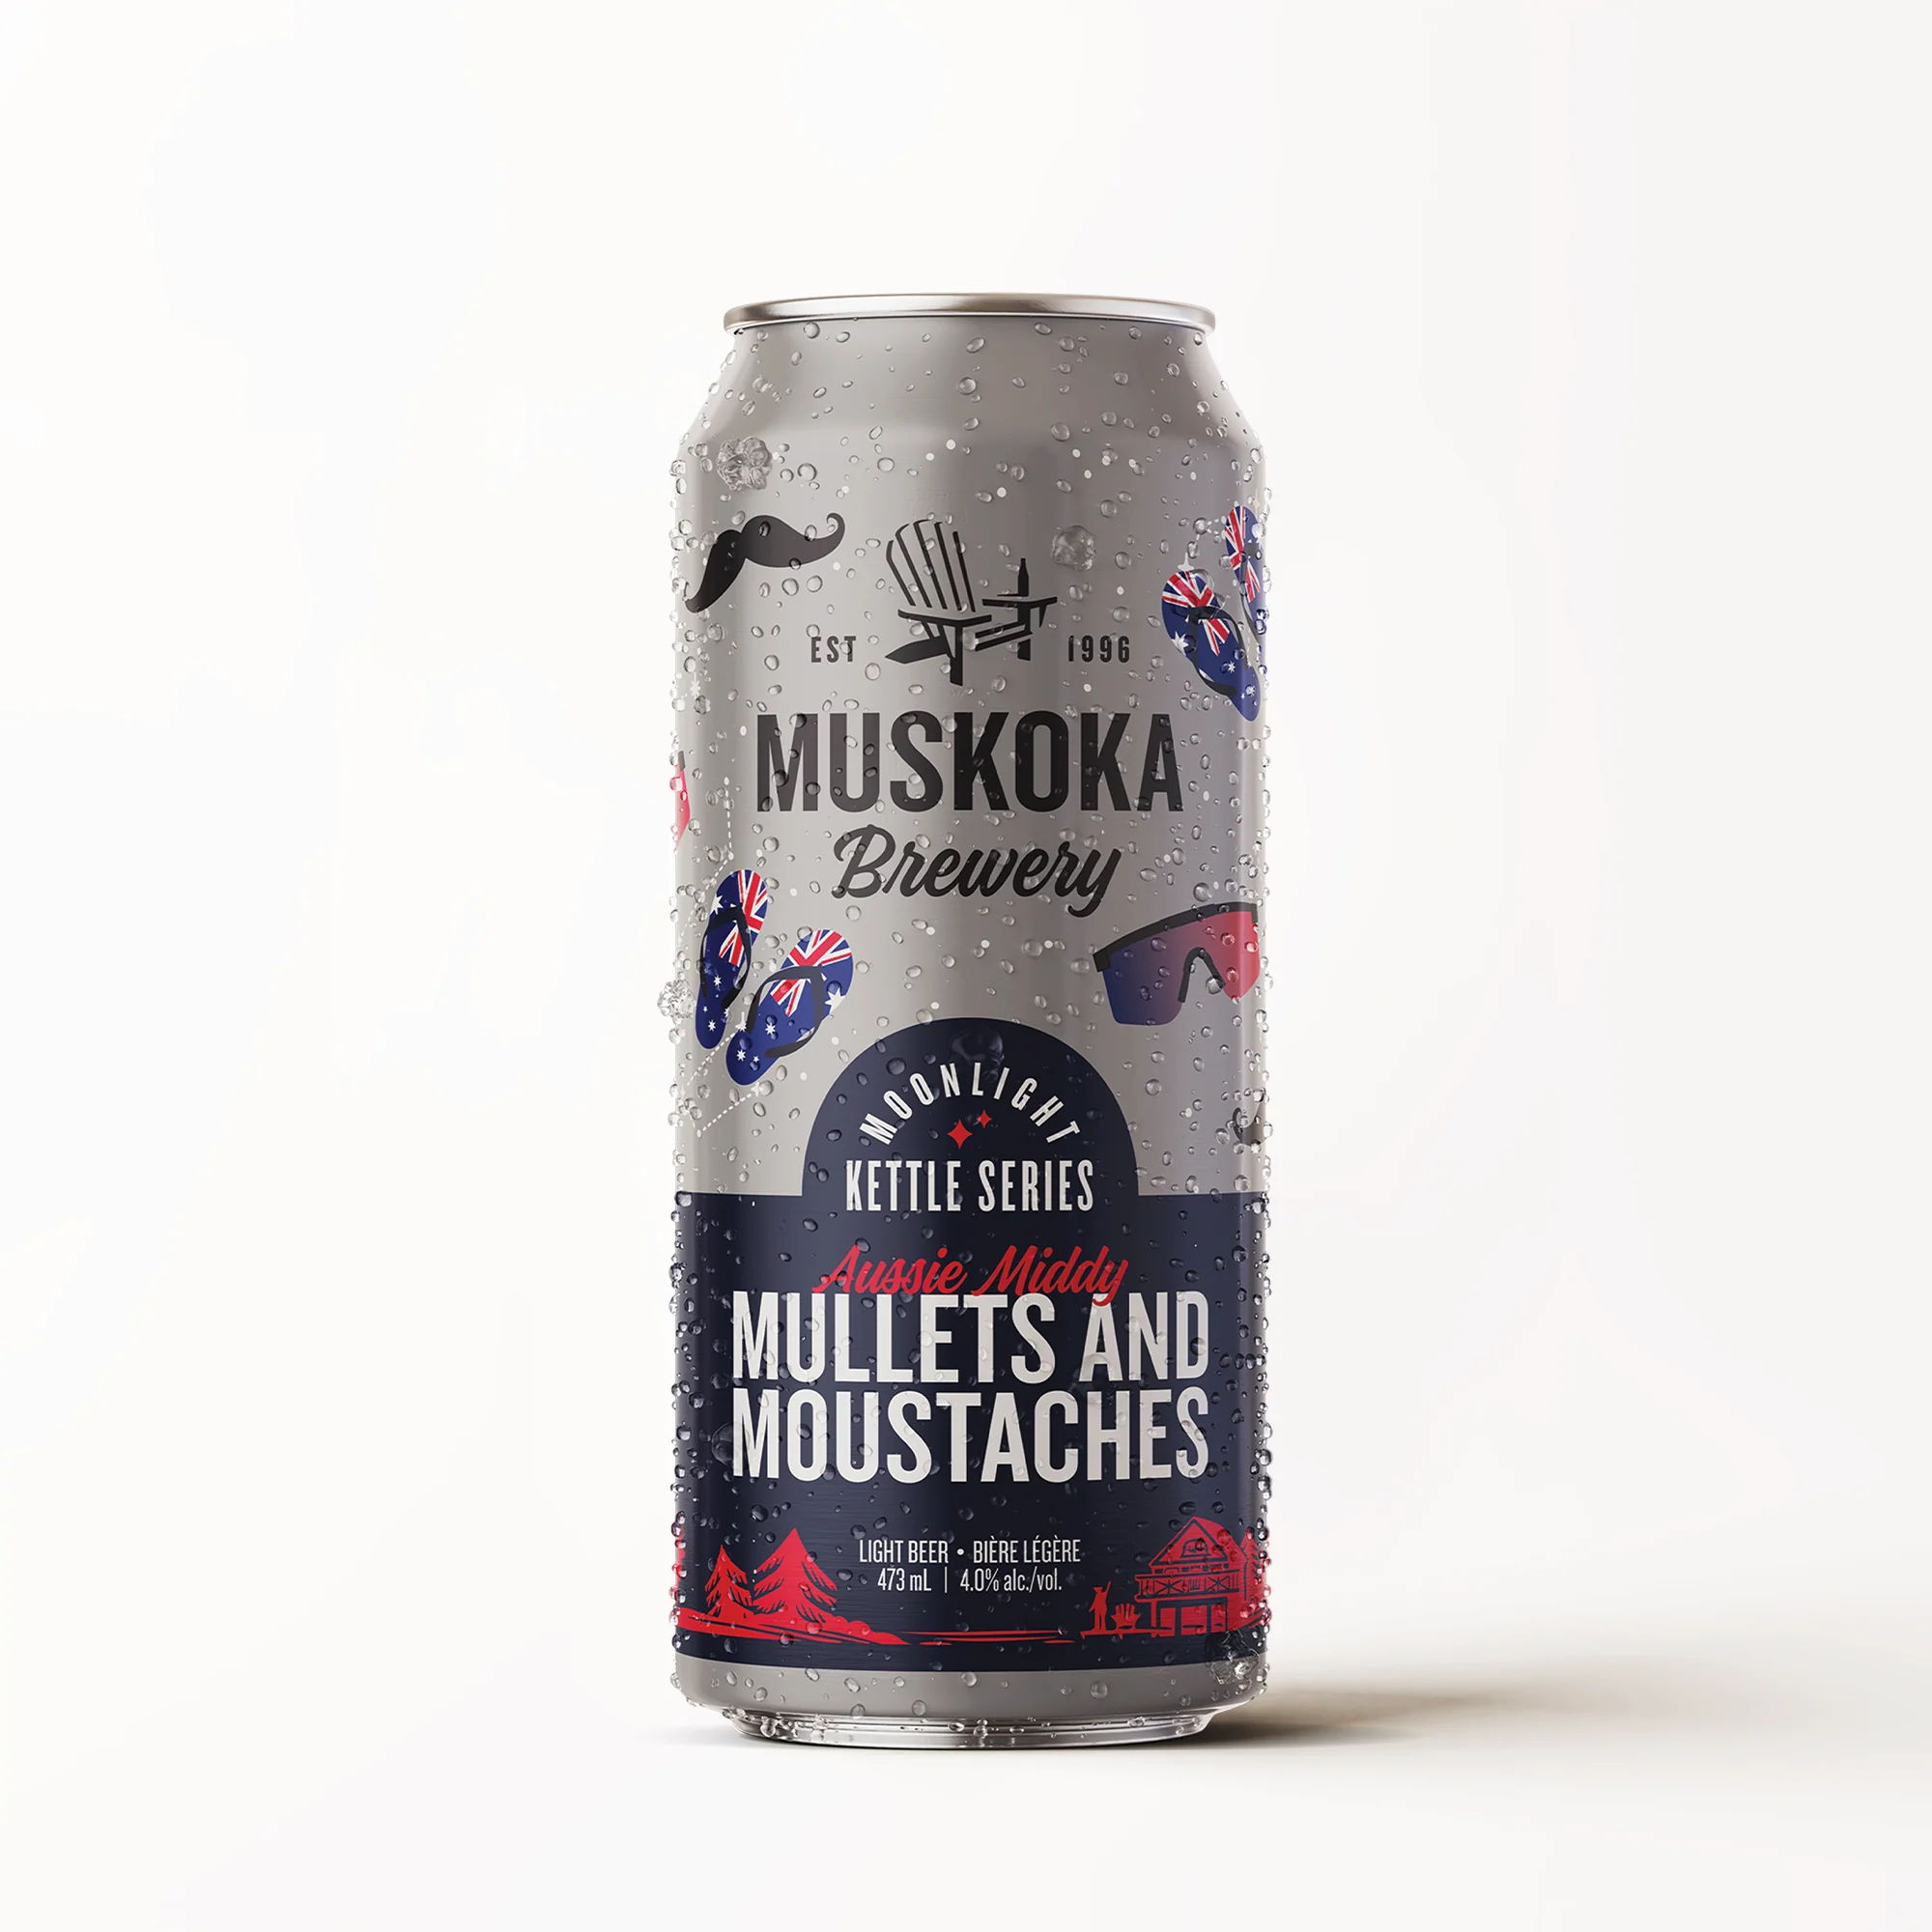 EST 1996
MUSKOKA
Brewery
MOONLIGHT
KETTLE SERIES
Aussie Middy
MULLETS AND
MOUSTACHES
LIGHT BEER • BIÈRE LÉGÈRE
473 mL | 4.0% alc./vol.